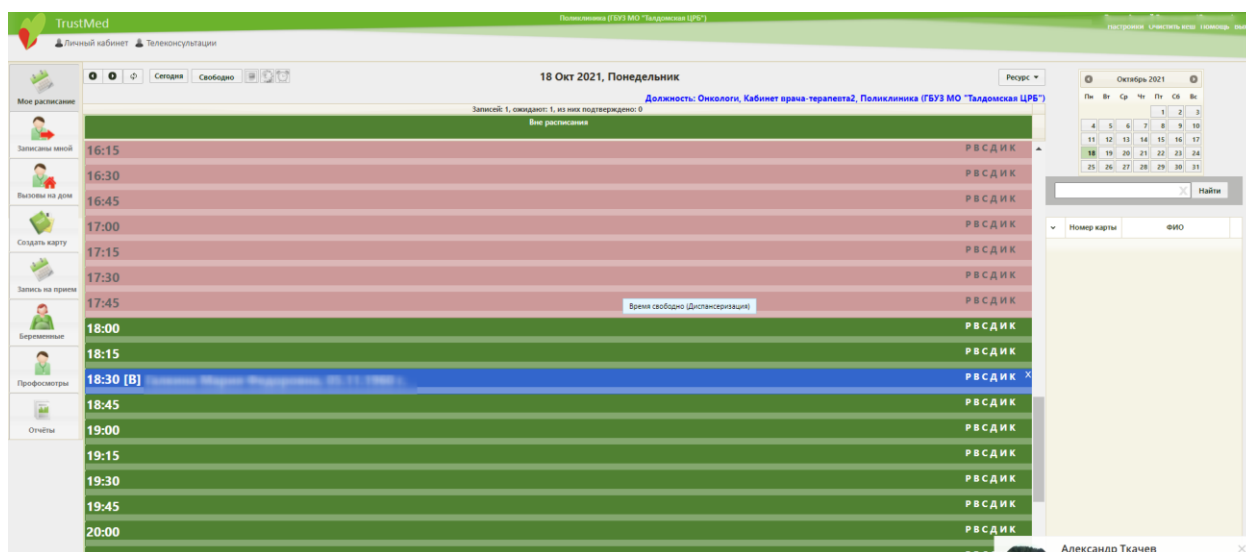 TrustMed
Поликлиника (ГБУЗ МО "Талдомская ЦРБ")
Настройки Очистить кеш Помощь
Личный кабинет Телеконсультации
Сегодня Свободно
18 Окт 2021, Понедельник
Ресурс
Должность: Онкологи, Кабинет врача-терапевта2, Поликлиника (ГБУЗ МО "Талдомская ЦРБ")
Записей: 1, ожидают: 1, из них подтверждено: 0
Вне расписания
Мое расписание
Записаны мной
Вызовы на дом
Создать карту
Запись на прием
Беременные
Профосмотры
Отчёты
16:15 Р В С Д И К
16:30 Р В С Д И К
16:45 Р В С Д И К
17:00 Р В С Д И К
17:15 Р В С Д И К
17:30 Р В С Д И К
17:45 Р В С Д И К
Время свободно (Диспансеризация)
18:00 Р В С Д И К
18:15 Р В С Д И К
18:30 [В] Р В С Д И К X
18:45 Р В С Д И К
19:00 Р В С Д И К
19:15 Р В С Д И К
19:30 Р В С Д И К
19:45 Р В С Д И К
20:00 Р В С Д И К
Октябрь 2021
Пн Вт Ср Чт Пт Сб Вс
1 2 3
4 5 6 7 8 9 10
11 12 13 14 15 16 17
18 19 20 21 22 23 24
25 26 27 28 29 30 31
Найти
Номер карты ФИО
Александр Ткачев